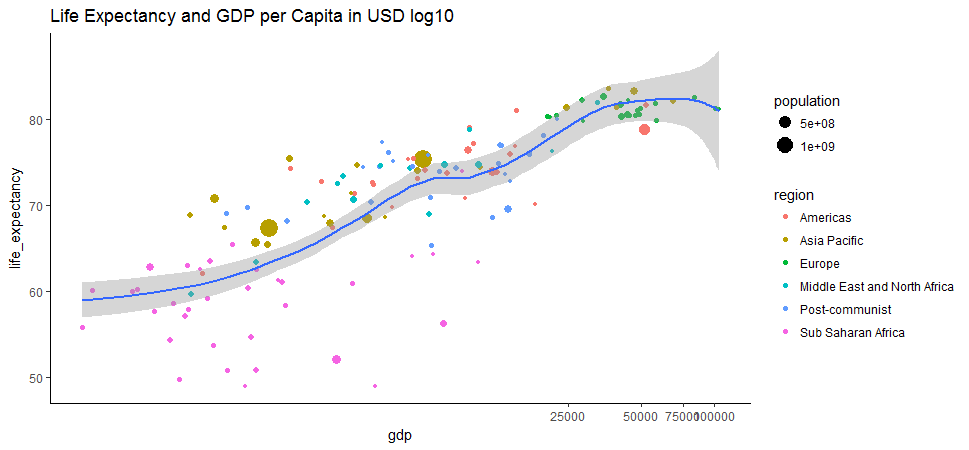 Life Expectancy and GDP per Capita in USD log10
life_expectancy
80
70
60
50
25000 50000 75000 100000
gdp
population
5e+08
1e+09
region
Americas
Asia Pacific
Europe
Middle East and North Africa
Post-communist
Sub Saharan Africa